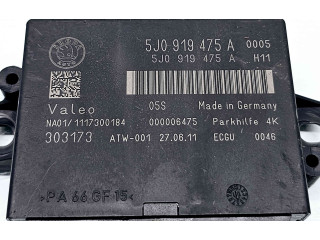 5J0 919 475 A 0005
5J0 919 475 A H11
Valeo 05S Made in Germany
NA01/1117300184 000006475 Parkhilfe 4K
303173 ATW-001 27.06.11 ECGU 0046
>PA 66 GF 15<